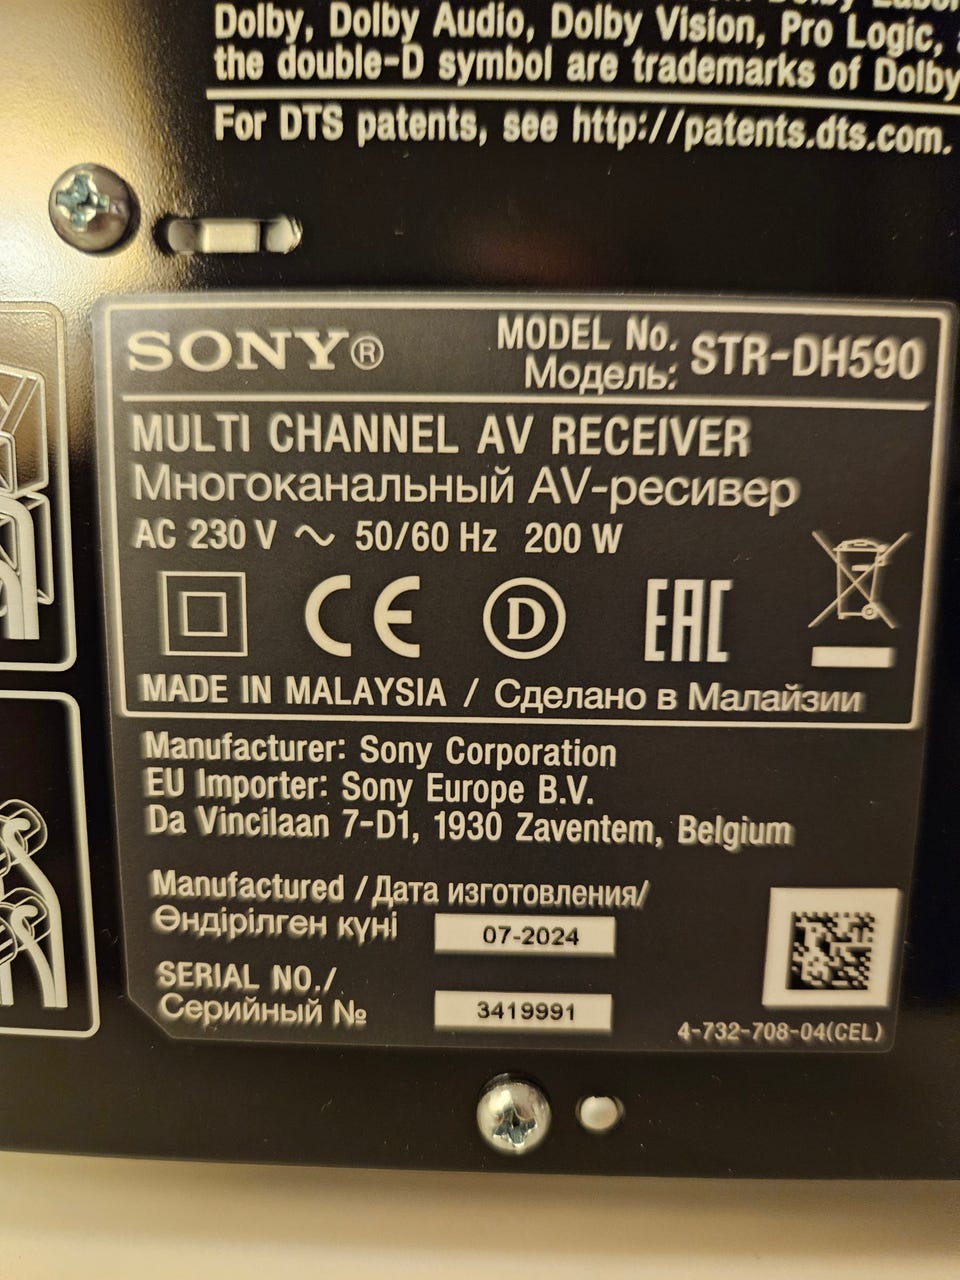 Dolby, Dolby Audio, Dolby Vision, Pro Logic,
the double-D symbol are trademarks of Dolby
For DTS patents, see http://patents.dts.com.
SONY®
MODEL No. STR-DH590
Модель:
MULTI CHANNEL AV RECEIVER
Многоканальный AV-ресивер
AC 230 V ～ 50/60 Hz 200 W
CE D EAC
MADE IN MALAYSIA / Сделано в Малайзии
Manufacturer: Sony Corporation
EU Importer: Sony Europe B.V.
Da Vincilaan 7-D1, 1930 Zaventem, Belgium
Manufactured /Дата изготовления/
Өндірілген күні 07-2024
SERIAL NO./
Серийный № 3419991
4-732-708-04(CEL)